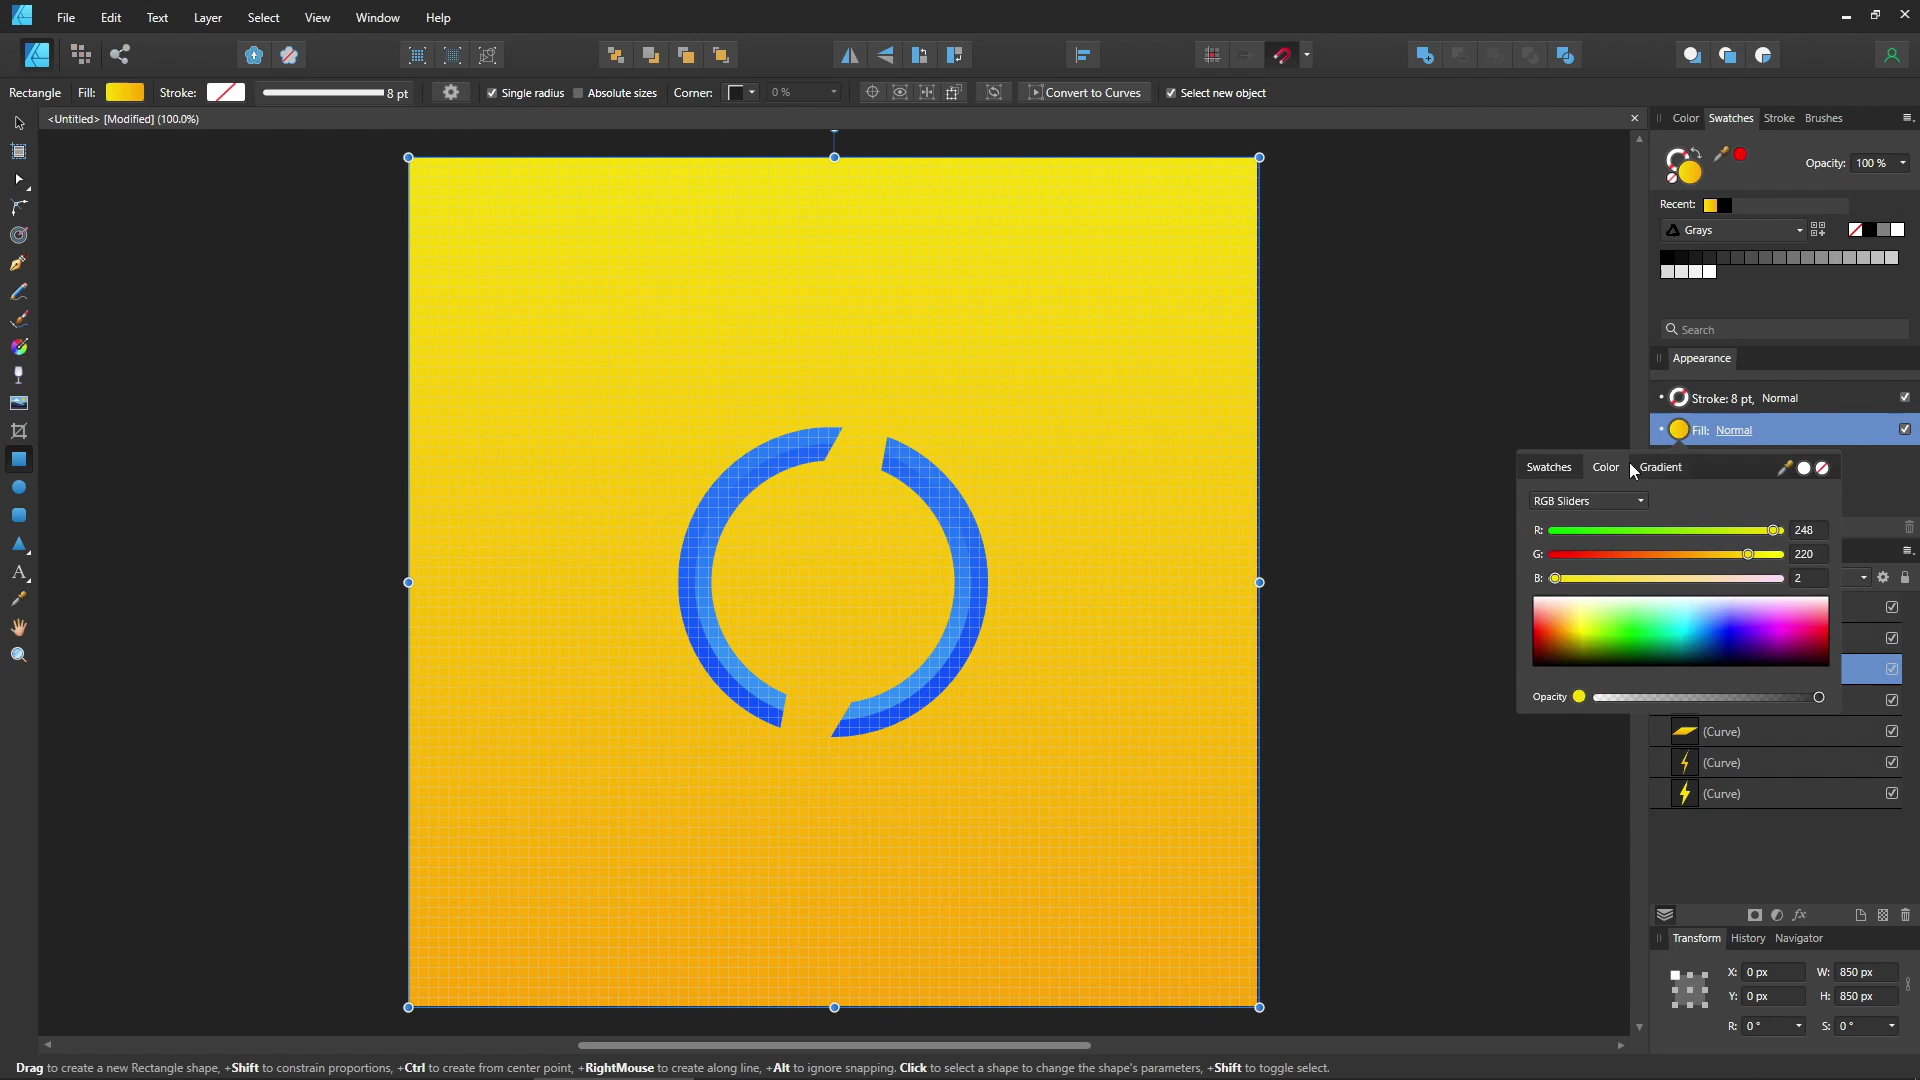 File Edit Text Layer Select View Window Help
Rectangle Fill: Stroke: 8 pt Single radius Absolute sizes Corner: 0 % Convert to Curves Select new object
<Untitled> [Modified] (100.0%)
Color Swatches Stroke Brushes
Opacity: 100 %
Recent:
Grays
Search
Appearance
Stroke: 8 pt, Normal
Fill: Normal
Swatches Color Gradient
RGB Sliders
R: 248
G: 220
B: 2
Opacity
(Curve)
(Curve)
(Curve)
Transform History Navigator
X: 0 px W: 850 px
Y: 0 px H: 850 px
R: 0 ° S: 0 °
Drag to create a new Rectangle shape, +Shift to constrain proportions, +Ctrl to create from center point, +RightMouse to create along line, +Alt to ignore snapping. Click to select a shape to change the shape's parameters, +Shift to toggle select.